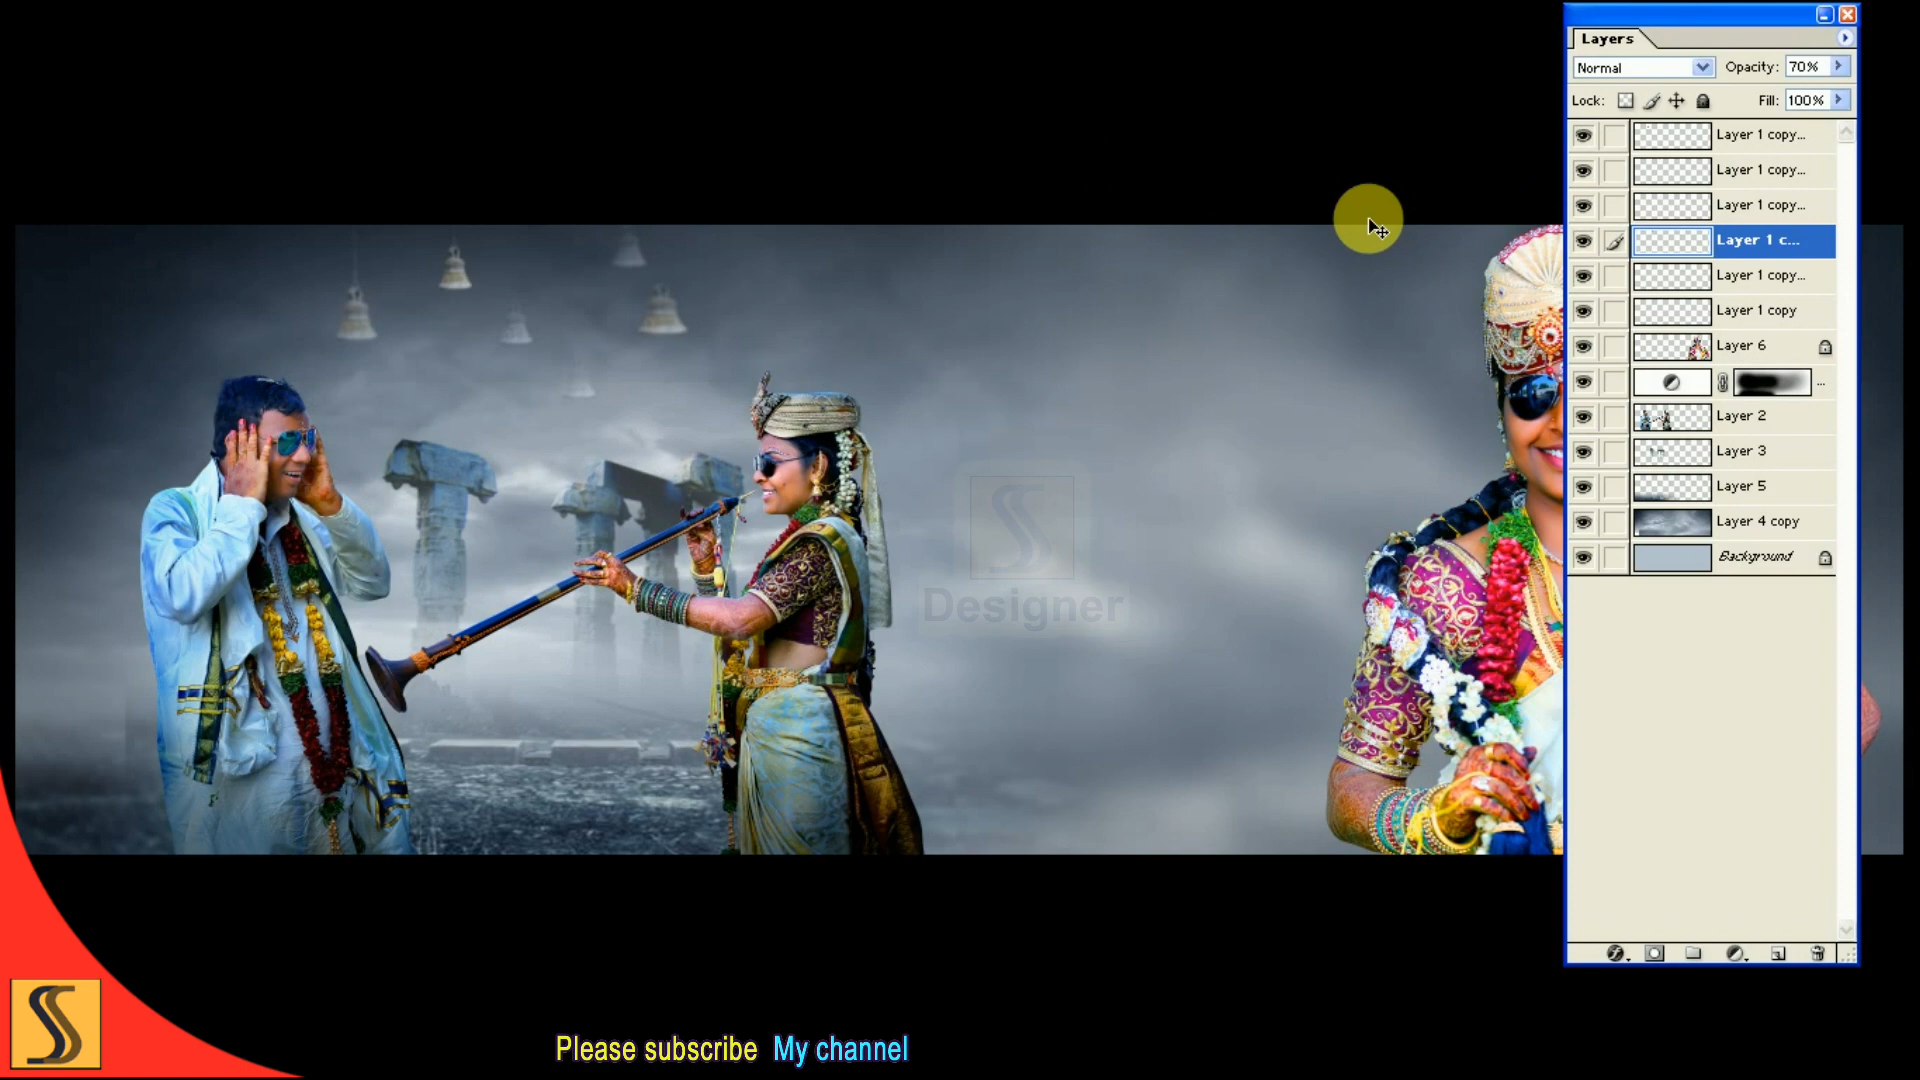 Layers
Normal
Opacity: 70%
Lock:
Fill: 100%
Layer 1 copy...
Layer 1 copy...
Layer 1 copy...
Layer 1 c...
Layer 1 copy...
Layer 1 copy
Layer 6
...
Layer 2
Layer 3
Layer 5
Layer 4 copy
Background
Designer
Please subscribe My channel